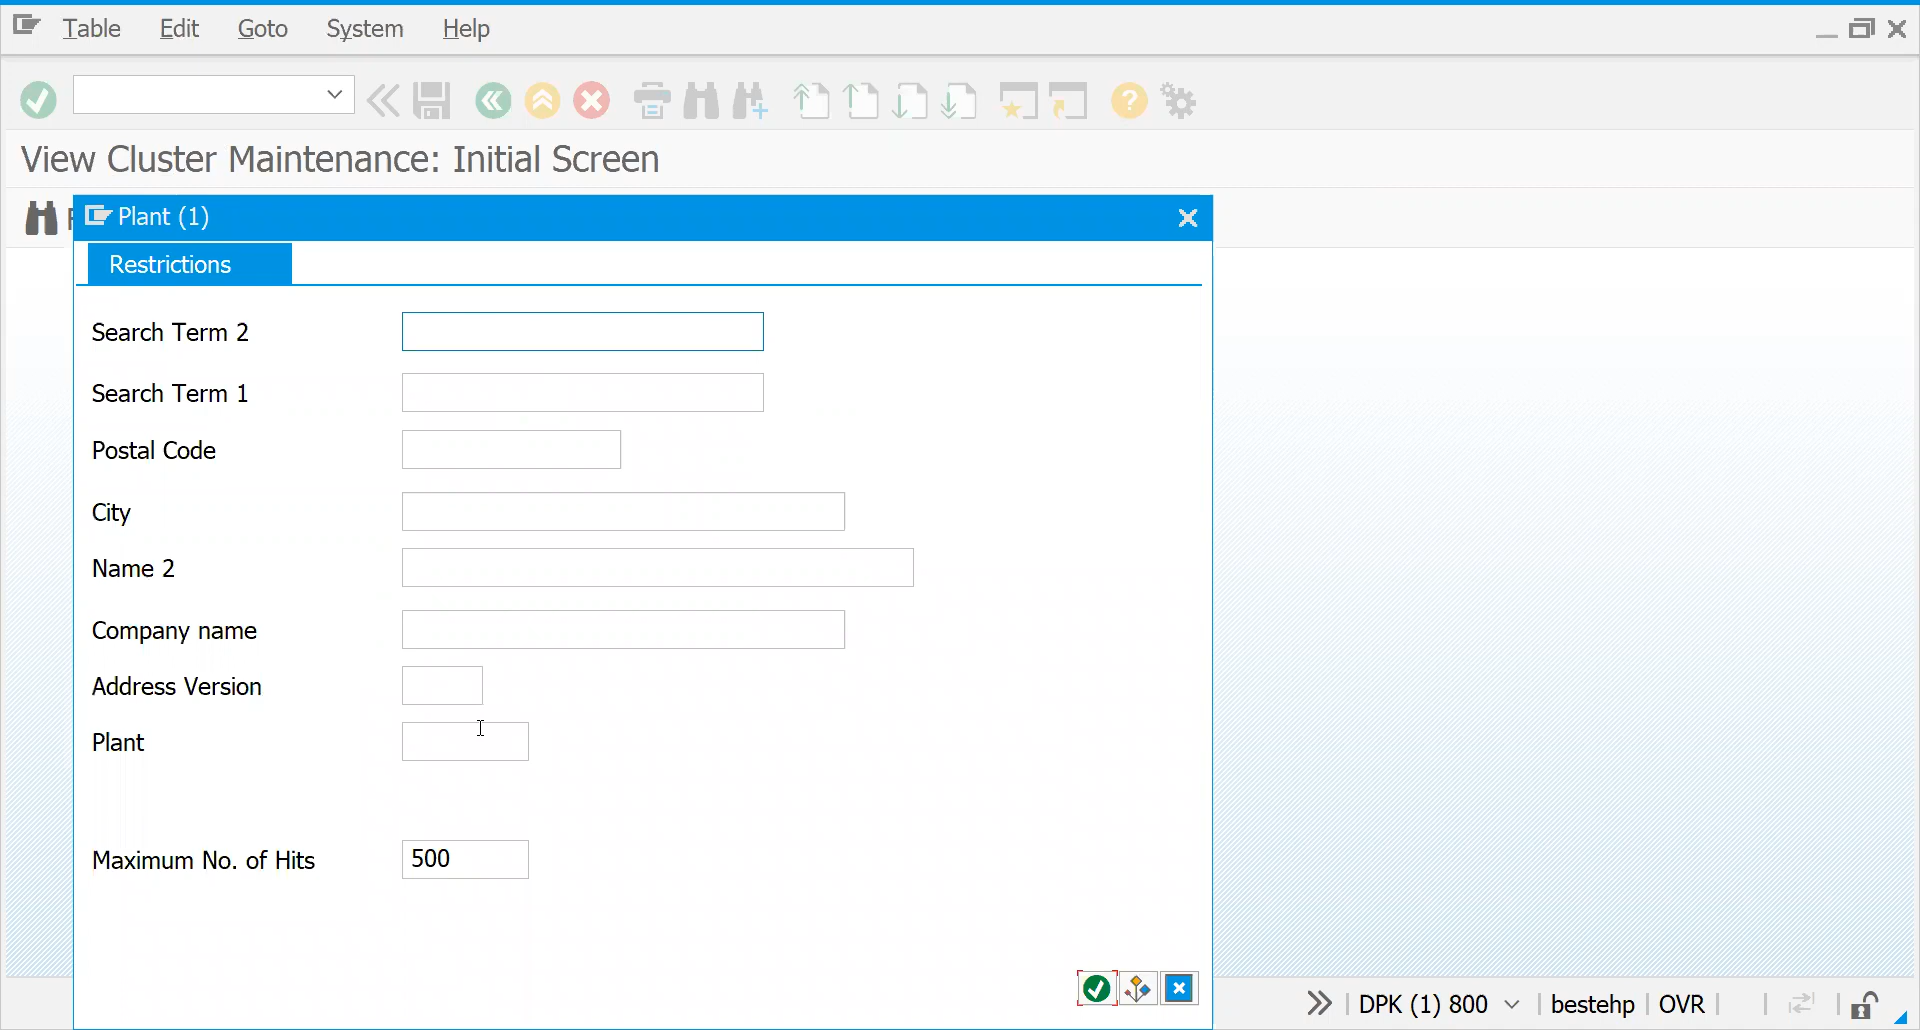 Table Edit Goto System Help
View Cluster Maintenance: Initial Screen
Plant (1)
Restrictions
Search Term 2
Search Term 1
Postal Code
City
Name 2
Company name
Address Version
Plant
Maximum No. of Hits 500
DPK (1) 800 bestehp OVR